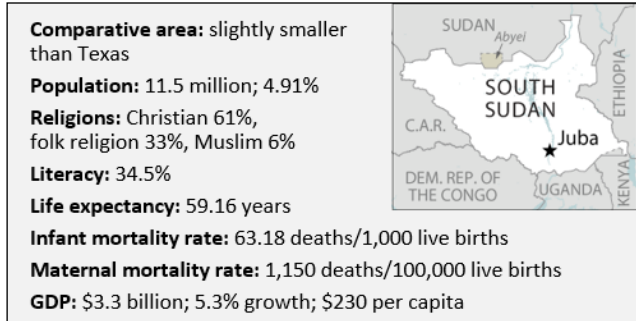 Comparative area: slightly smaller
than Texas
Population: 11.5 million; 4.91%
Religions: Christian 61%,
folk religion 33%, Muslim 6%
Literacy: 34.5%
Life expectancy: 59.16 years
Infant mortality rate: 63.18 deaths/1,000 live births
Maternal mortality rate: 1,150 deaths/100,000 live births
GDP: $3.3 billion; 5.3% growth; $230 per capita
SUDAN
Abyei
SOUTH
SUDAN
ETHIOPIA
C.A.R.
Juba
DEM. REP. OF
THE CONGO
UGANDA
KENYA